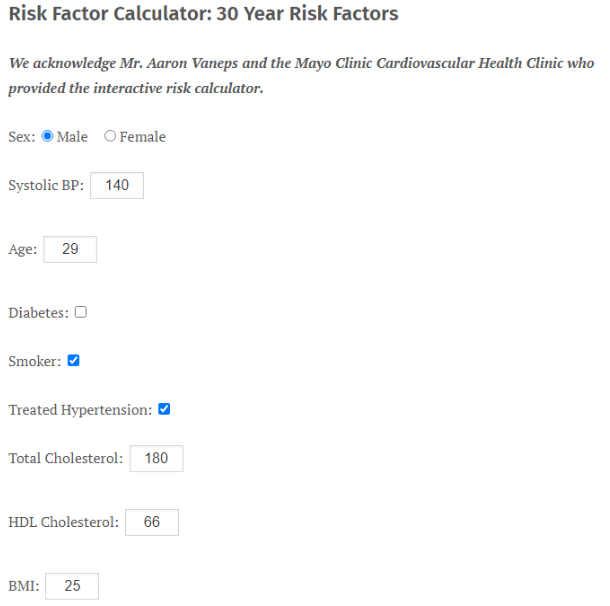 Risk Factor Calculator: 30 Year Risk Factors
We acknowledge Mr. Aaron Vaneps and the Mayo Clinic Cardiovascular Health Clinic who
provided the interactive risk calculator.
Sex: Male Female
Systolic BP: 140
Age: 29
Diabetes:
Smoker:
Treated Hypertension:
Total Cholesterol: 180
HDL Cholesterol: 66
BMI: 25